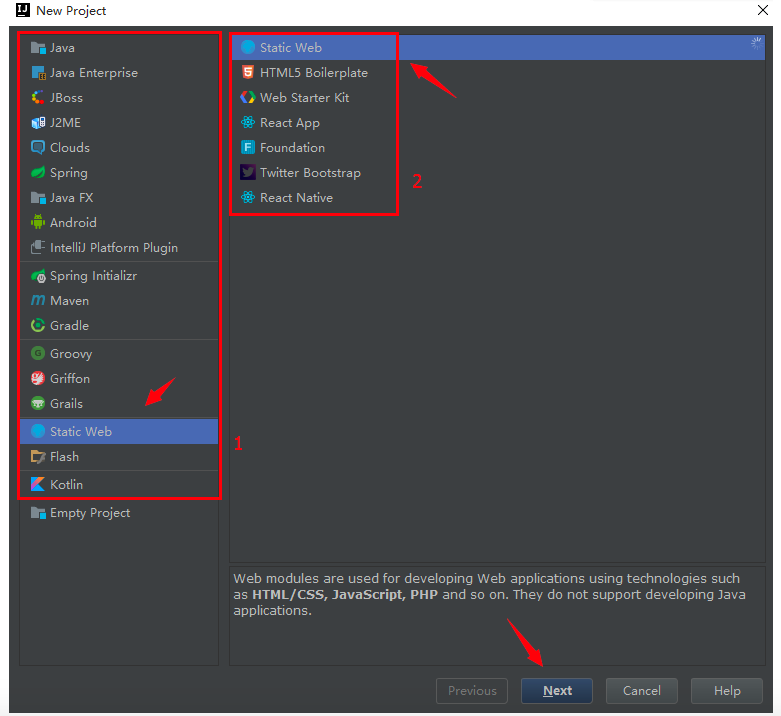 New Project
Java
Java Enterprise
JBoss
J2ME
Clouds
Spring
Java FX
Android
IntelliJ Platform Plugin
Spring Initializr
Maven
Gradle
Groovy
Griffon
Grails
Static Web
Flash
Kotlin
Empty Project
1
Static Web
HTML5 Boilerplate
Web Starter Kit
React App
Foundation
Twitter Bootstrap
React Native
2
Web modules are used for developing Web applications using technologies such
as HTML/CSS, JavaScript, PHP and so on. They do not support developing Java
applications.
Previous
Next
Cancel
Help